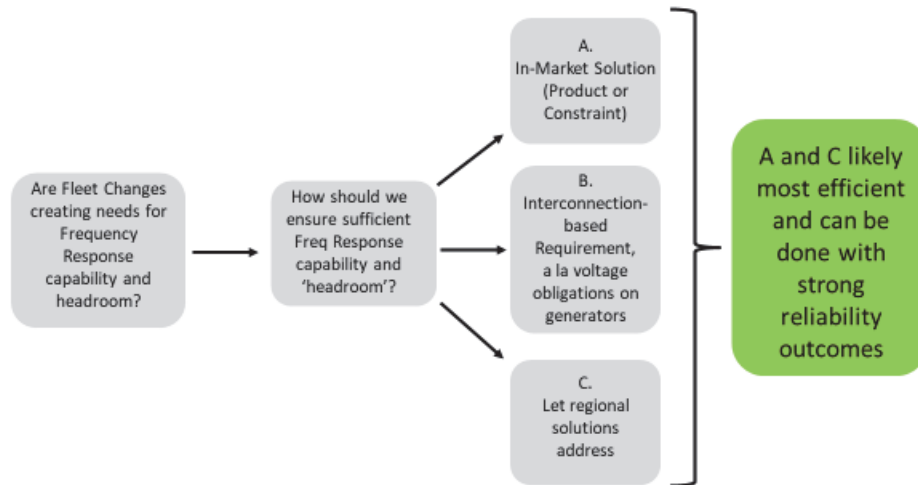 Are Fleet Changes
creating needs for
Frequency
Response
capability and
headroom?
How should we
ensure sufficient
Freq Response
capability and
'headroom'?
A.
In-Market Solution
(Product or
Constraint)
B.
Interconnection-
based
Requirement,
a la voltage
obligations on
generators
C.
Let regional
solutions
address
A and C likely
most efficient
and can be
done with
strong
reliability
outcomes